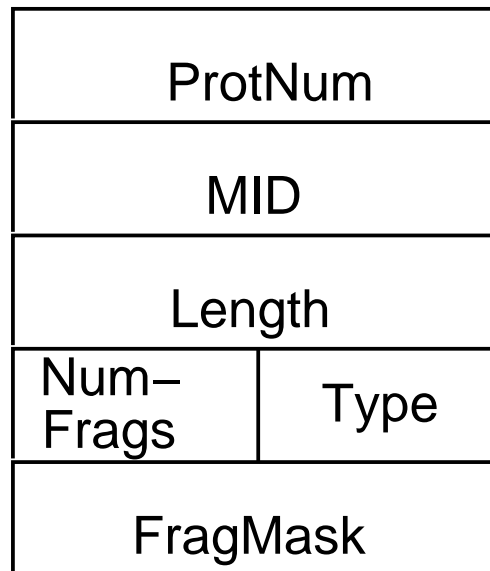 ProtNum
MID
Length
Num–
Frags
Type
FragMask